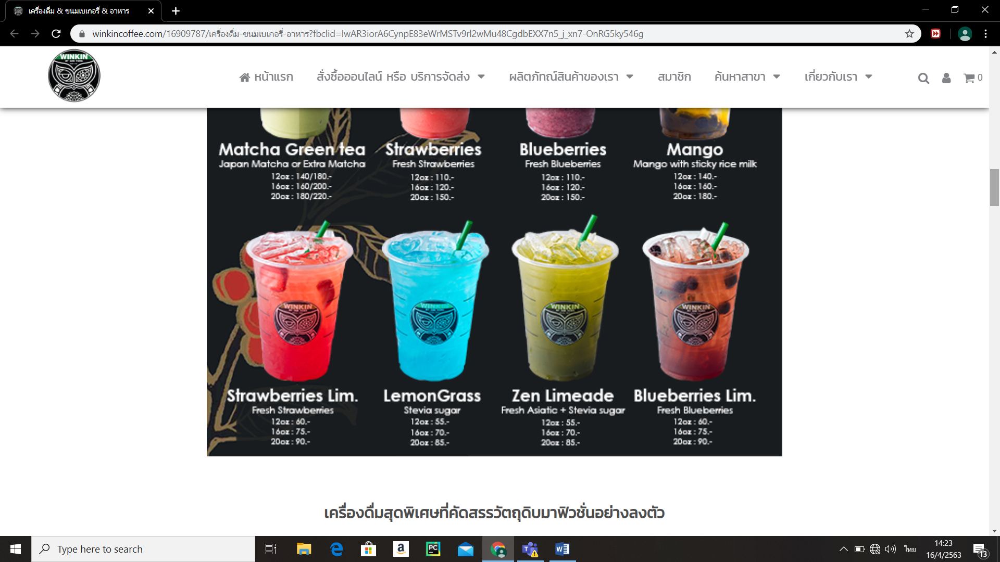 เครื่องดื่ม & ขนมเบเกอรี่ & อาหาร
winkincoffee.com/16909787/เครื่องดื่ม-ขนมเบเกอรี่-อาหาร?fbclid=IwAR3iorA6CynpE83eWrMSTv9rl2wMu48CgdbEXX7n5_j_xn7-OnRG5ky546g
WINKIN
หน้าแรก
สั่งซื้อออนไลน์ หรือ บริการจัดส่ง
ผลิตภัทณ์สินค้าของเรา
สมาชิก
ค้นหาสาขา
เกี่ยวกับเรา
0
Matcha Green tea
Japan Matcha or Extra Matcha
12oz : 140/180.-
16oz : 160/200.-
20oz : 180/220.-
Strawberries
Fresh Strawberries
12oz : 110.-
16oz : 120.-
20oz : 150.-
Blueberries
Fresh Blueberries
12oz : 110.-
16oz : 120.-
20oz : 150.-
Mango
Mango with sticky rice milk
12oz : 140.-
16oz : 160.-
20oz : 180.-
WINKIN
WINKIN
WINKIN
WINKIN
Strawberries Lim.
Fresh Strawberries
12oz : 60.-
16oz : 75.-
20oz : 90.-
LemonGrass
Stevia sugar
12oz : 55.-
16oz : 70.-
20oz : 85.-
Zen Limeade
Fresh Asiatic + Stevia sugar
12oz : 55.-
16oz : 70.-
20oz : 85.-
Blueberries Lim.
Fresh Blueberries
12oz : 60.-
16oz : 75.-
20oz : 90.-
เครื่องดื่มสุดพิเศษที่คัดสรรวัตถุดิบมาฟิวชั่นอย่างลงตัว
Type here to search
ไทย
14:23
16/4/2563
13